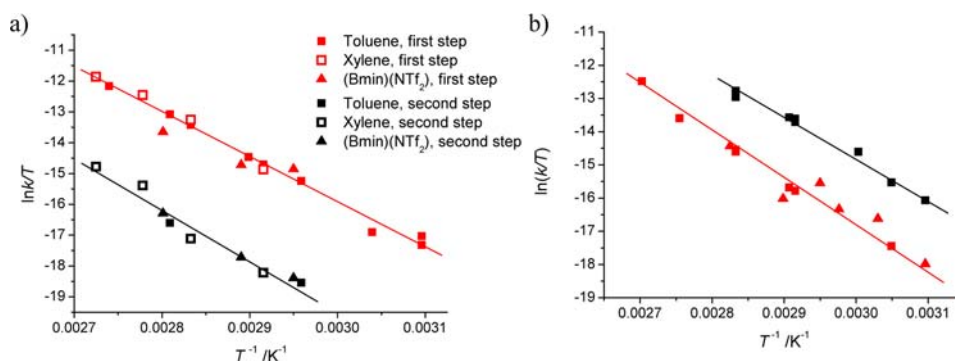 a)
Toluene, first step
Xylene, first step
(Bmin)(NTf2), first step
Toluene, second step
Xylene, second step
(Bmin)(NTf2), second step
lnk/T
-11
-12
-13
-14
-15
-16
-17
-18
-19
0.0027 0.0028 0.0029 0.0030 0.0031
T -1 /K-1
b)
ln(k/T)
-11
-12
-13
-14
-15
-16
-17
-18
-19
0.0027 0.0028 0.0029 0.0030 0.0031
T -1 /K-1